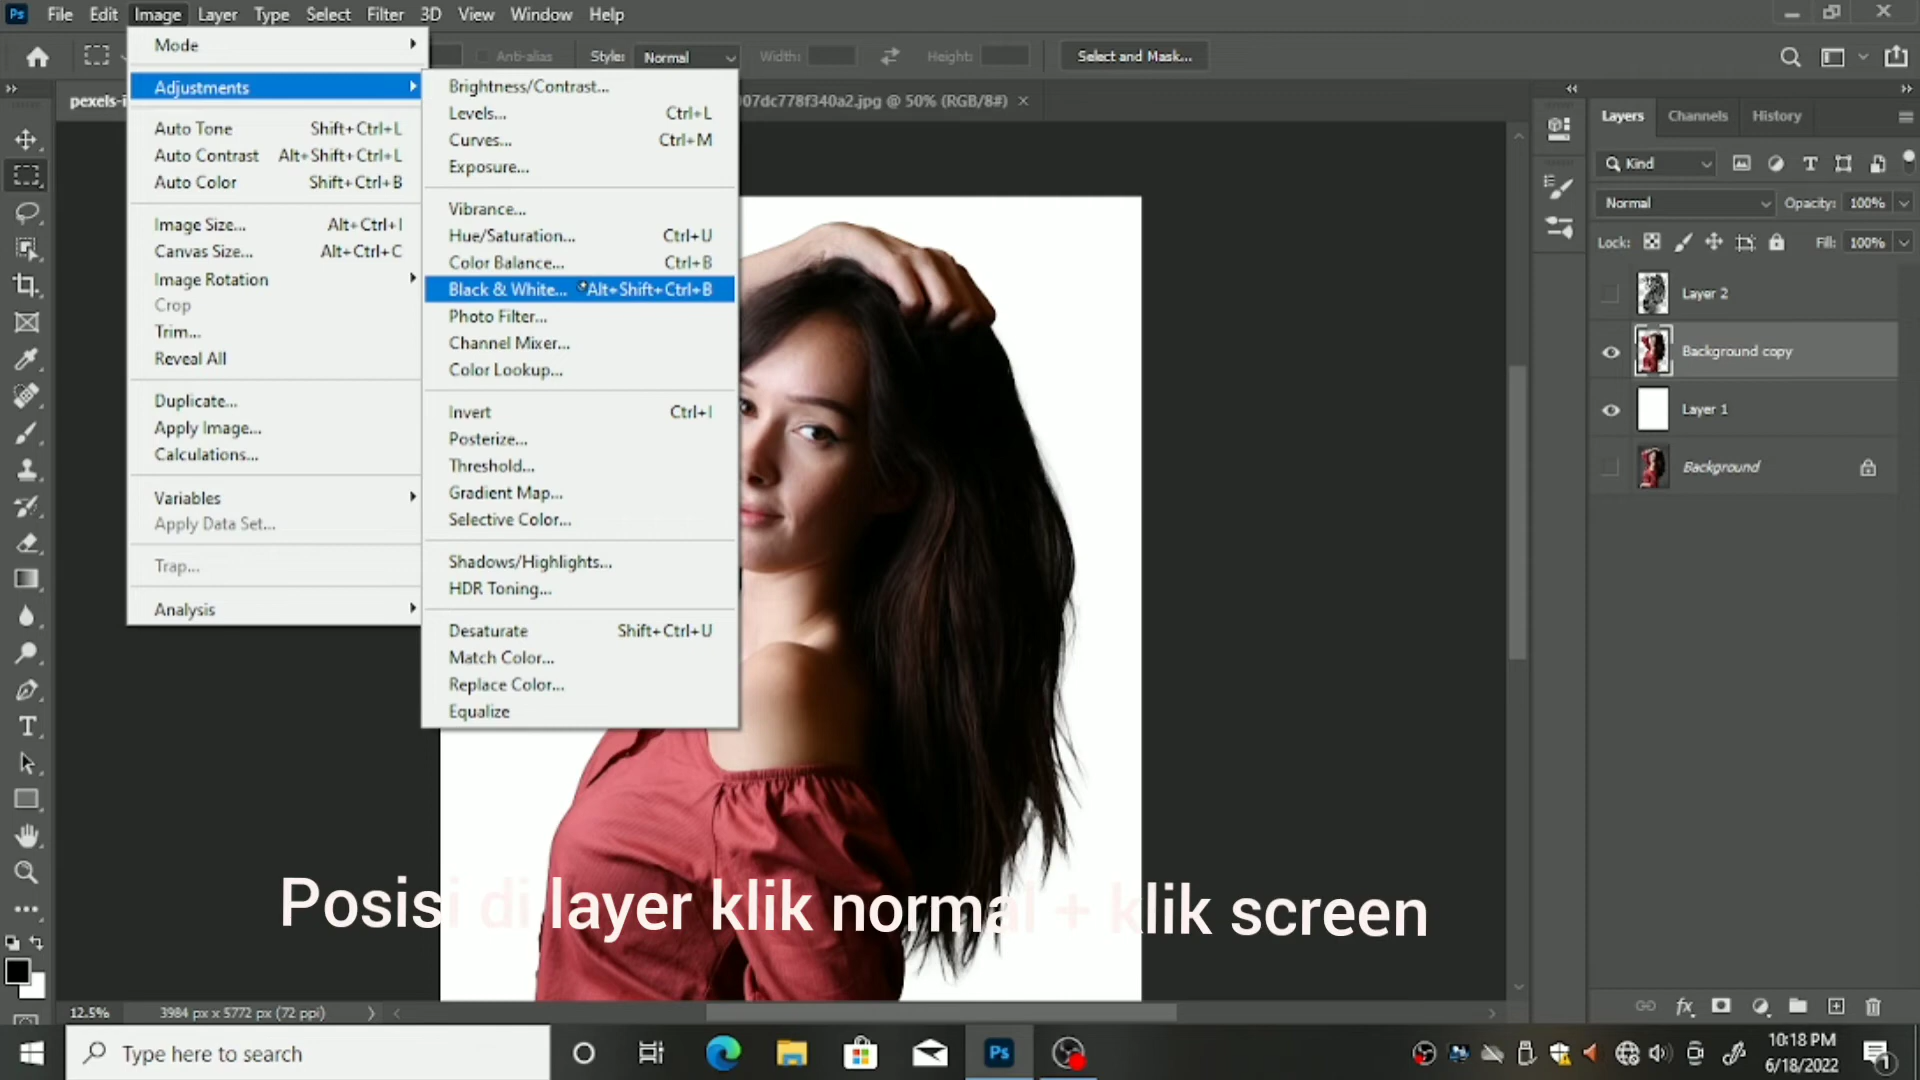 Ps File Edit Image Layer Type Select Filter 3D View Window Help
Anti-alias Style: Normal Width: Height: Select and Mask...
pexels-i
007dc778f340a2.jpg @ 50% (RGB/8#) ×
Mode
Adjustments
Auto Tone Shift+Ctrl+L
Auto Contrast Alt+Shift+Ctrl+L
Auto Color Shift+Ctrl+B
Image Size... Alt+Ctrl+I
Canvas Size... Alt+Ctrl+C
Image Rotation
Crop
Trim...
Reveal All
Duplicate...
Apply Image...
Calculations...
Variables
Apply Data Set...
Trap...
Analysis
Brightness/Contrast...
Levels... Ctrl+L
Curves... Ctrl+M
Exposure...
Vibrance...
Hue/Saturation... Ctrl+U
Color Balance... Ctrl+B
Black & White... Alt+Shift+Ctrl+B
Photo Filter...
Channel Mixer...
Color Lookup...
Invert Ctrl+I
Posterize...
Threshold...
Gradient Map...
Selective Color...
Shadows/Highlights...
HDR Toning...
Desaturate Shift+Ctrl+U
Match Color...
Replace Color...
Equalize
Layers Channels History
Kind
Normal Opacity: 100%
Lock: Fill: 100%
Layer 2
Background copy
Layer 1
Background
Posisi di layer klik normal + klik screen
12.5% 3984 px x 5772 px (72 ppi)
Type here to search
Ps
10:18 PM
6/18/2022
1